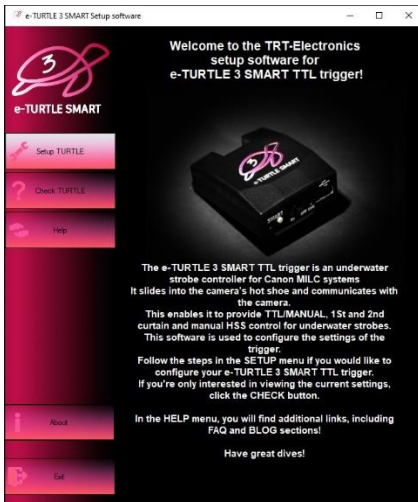 e-TURTLE 3 SMART Setup software
3
e-TURTLE SMART
Setup TURTLE
Check TURTLE
Help
About
Exit
Welcome to the TRT-Electronics
setup software for
e-TURTLE 3 SMART TTL trigger!
3
e-TURTLE SMART
SMART
The e-TURTLE 3 SMART TTL trigger is an underwater
strobe controller for Canon MILC systems
It slides into the camera's hot shoe and communicates with
the camera.
This enables it to provide TTL/MANUAL, 1St and 2nd
curtain and manual HSS control for underwater strobes.
This software is used to configure the settings of the
trigger.
Follow the steps in the SETUP menu if you would like to
configure your e-TURTLE 3 SMART TTL trigger.
If you're only interested in viewing the current settings,
click the CHECK button.
In the HELP menu, you will find additional links, including
FAQ and BLOG sections!
Have great dives!